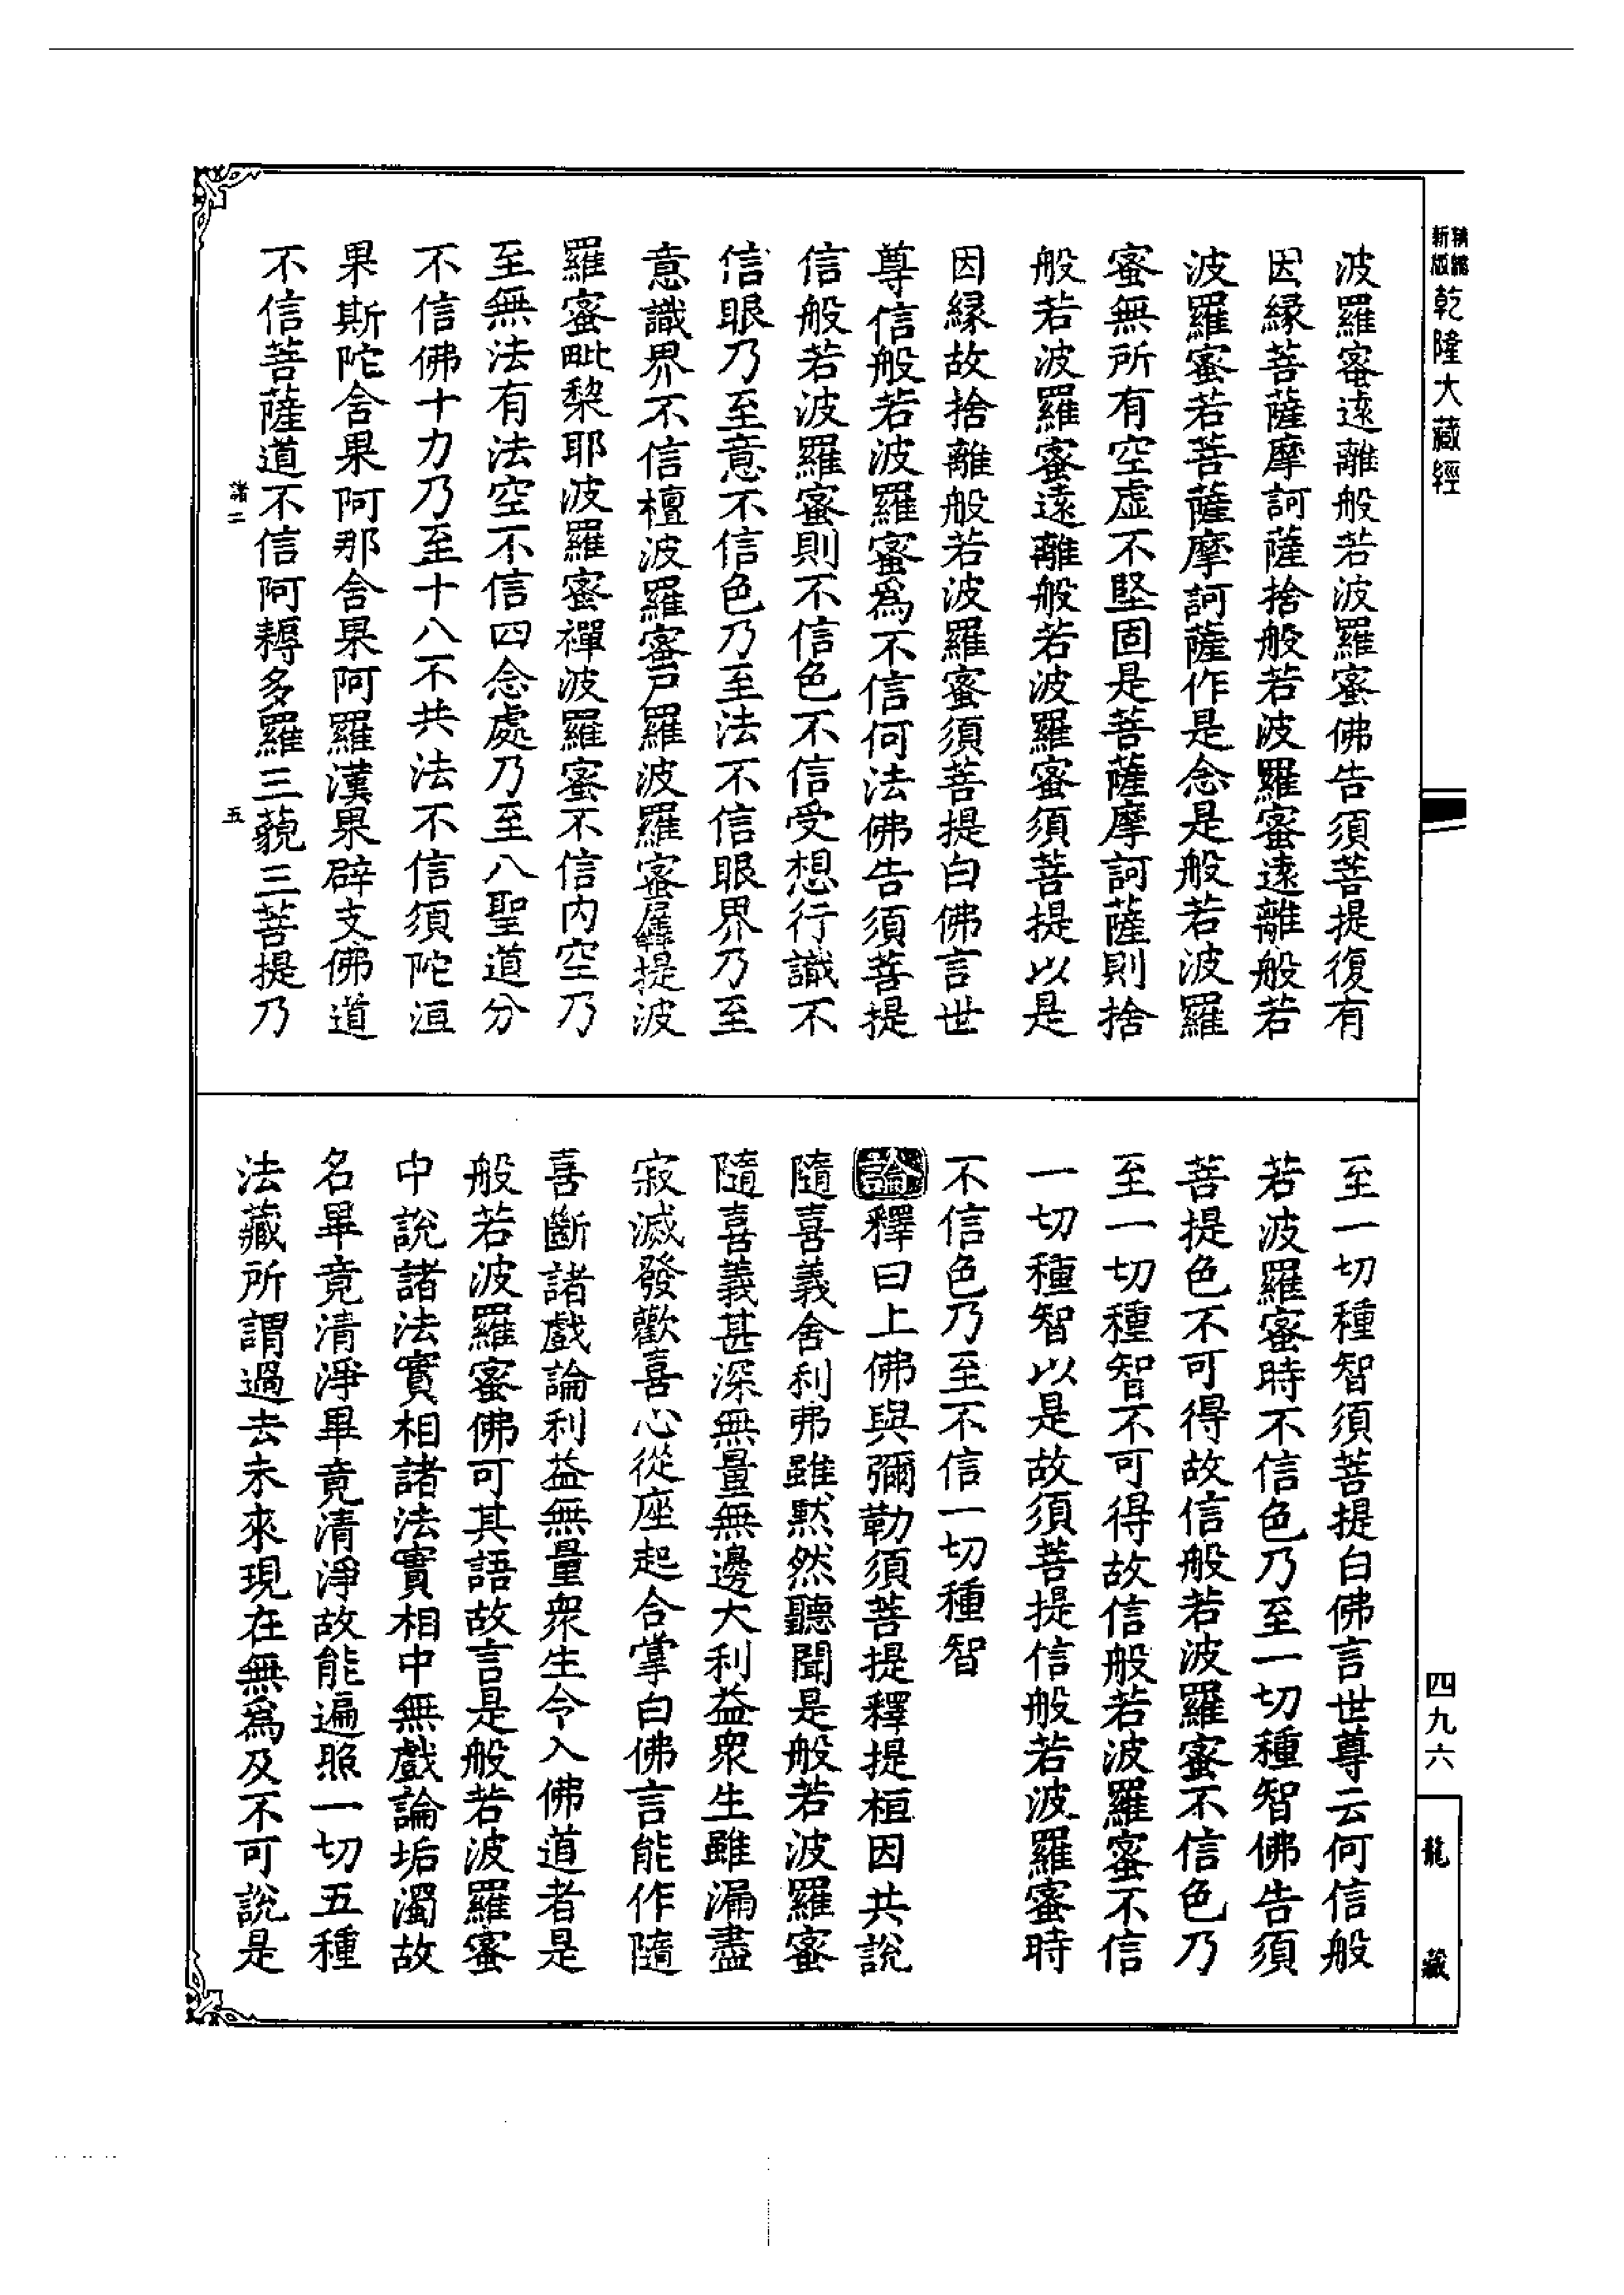 精縮新版乾隆大藏經
波羅蜜遠離般若波羅蜜佛告須菩提復有
因緣菩薩摩訶薩捨般若波羅蜜遠離般若
波羅蜜若菩薩摩訶薩作是念是般若波羅
蜜無所有空虛不堅固是菩薩摩訶薩則捨
般若波羅蜜遠離般若波羅蜜須菩提以是
因緣故捨離般若波羅蜜須菩提白佛言世
尊信般若波羅蜜爲不信何法佛告須菩提
信般若波羅蜜則不信色不信受想行識不
信眼乃至意不信色乃至法不信眼界乃至
意識界不信檀波羅蜜尸羅波羅蜜羼提波
羅蜜毗黎耶波羅蜜禪波羅蜜不信內空乃
至無法有法空不信四念處乃至八聖道分
不信佛十力乃至十八不共法不信須陀洹
果斯陀含果阿那含果阿羅漢果辟支佛道
不信菩薩道不信阿耨多羅三藐三菩提乃
諸二 五
至一切種智須菩提白佛言世尊云何信般
若波羅蜜時不信色乃至一切種智佛告須
菩提色不可得故信般若波羅蜜不信色乃
至一切種智不可得故信般若波羅蜜不信
一切種智以是故須菩提信般若波羅蜜時
不信色乃至不信一切種智
論釋曰上佛與彌勒須菩提釋提桓因共說
隨喜義舍利弗雖默然聽聞是般若波羅蜜
隨喜義甚深無量無邊大利益衆生雖漏盡
寂滅發歡喜心從座起合掌白佛言能作隨
喜斷諸戲論利益無量衆生令入佛道者是
般若波羅蜜佛可其語故言是般若波羅蜜
中說諸法實相諸法實相中無戲論垢濁故
名畢竟清淨畢竟清淨故能遍照一切五種
法藏所謂過去未來現在無爲及不可說是
四九六
龍藏